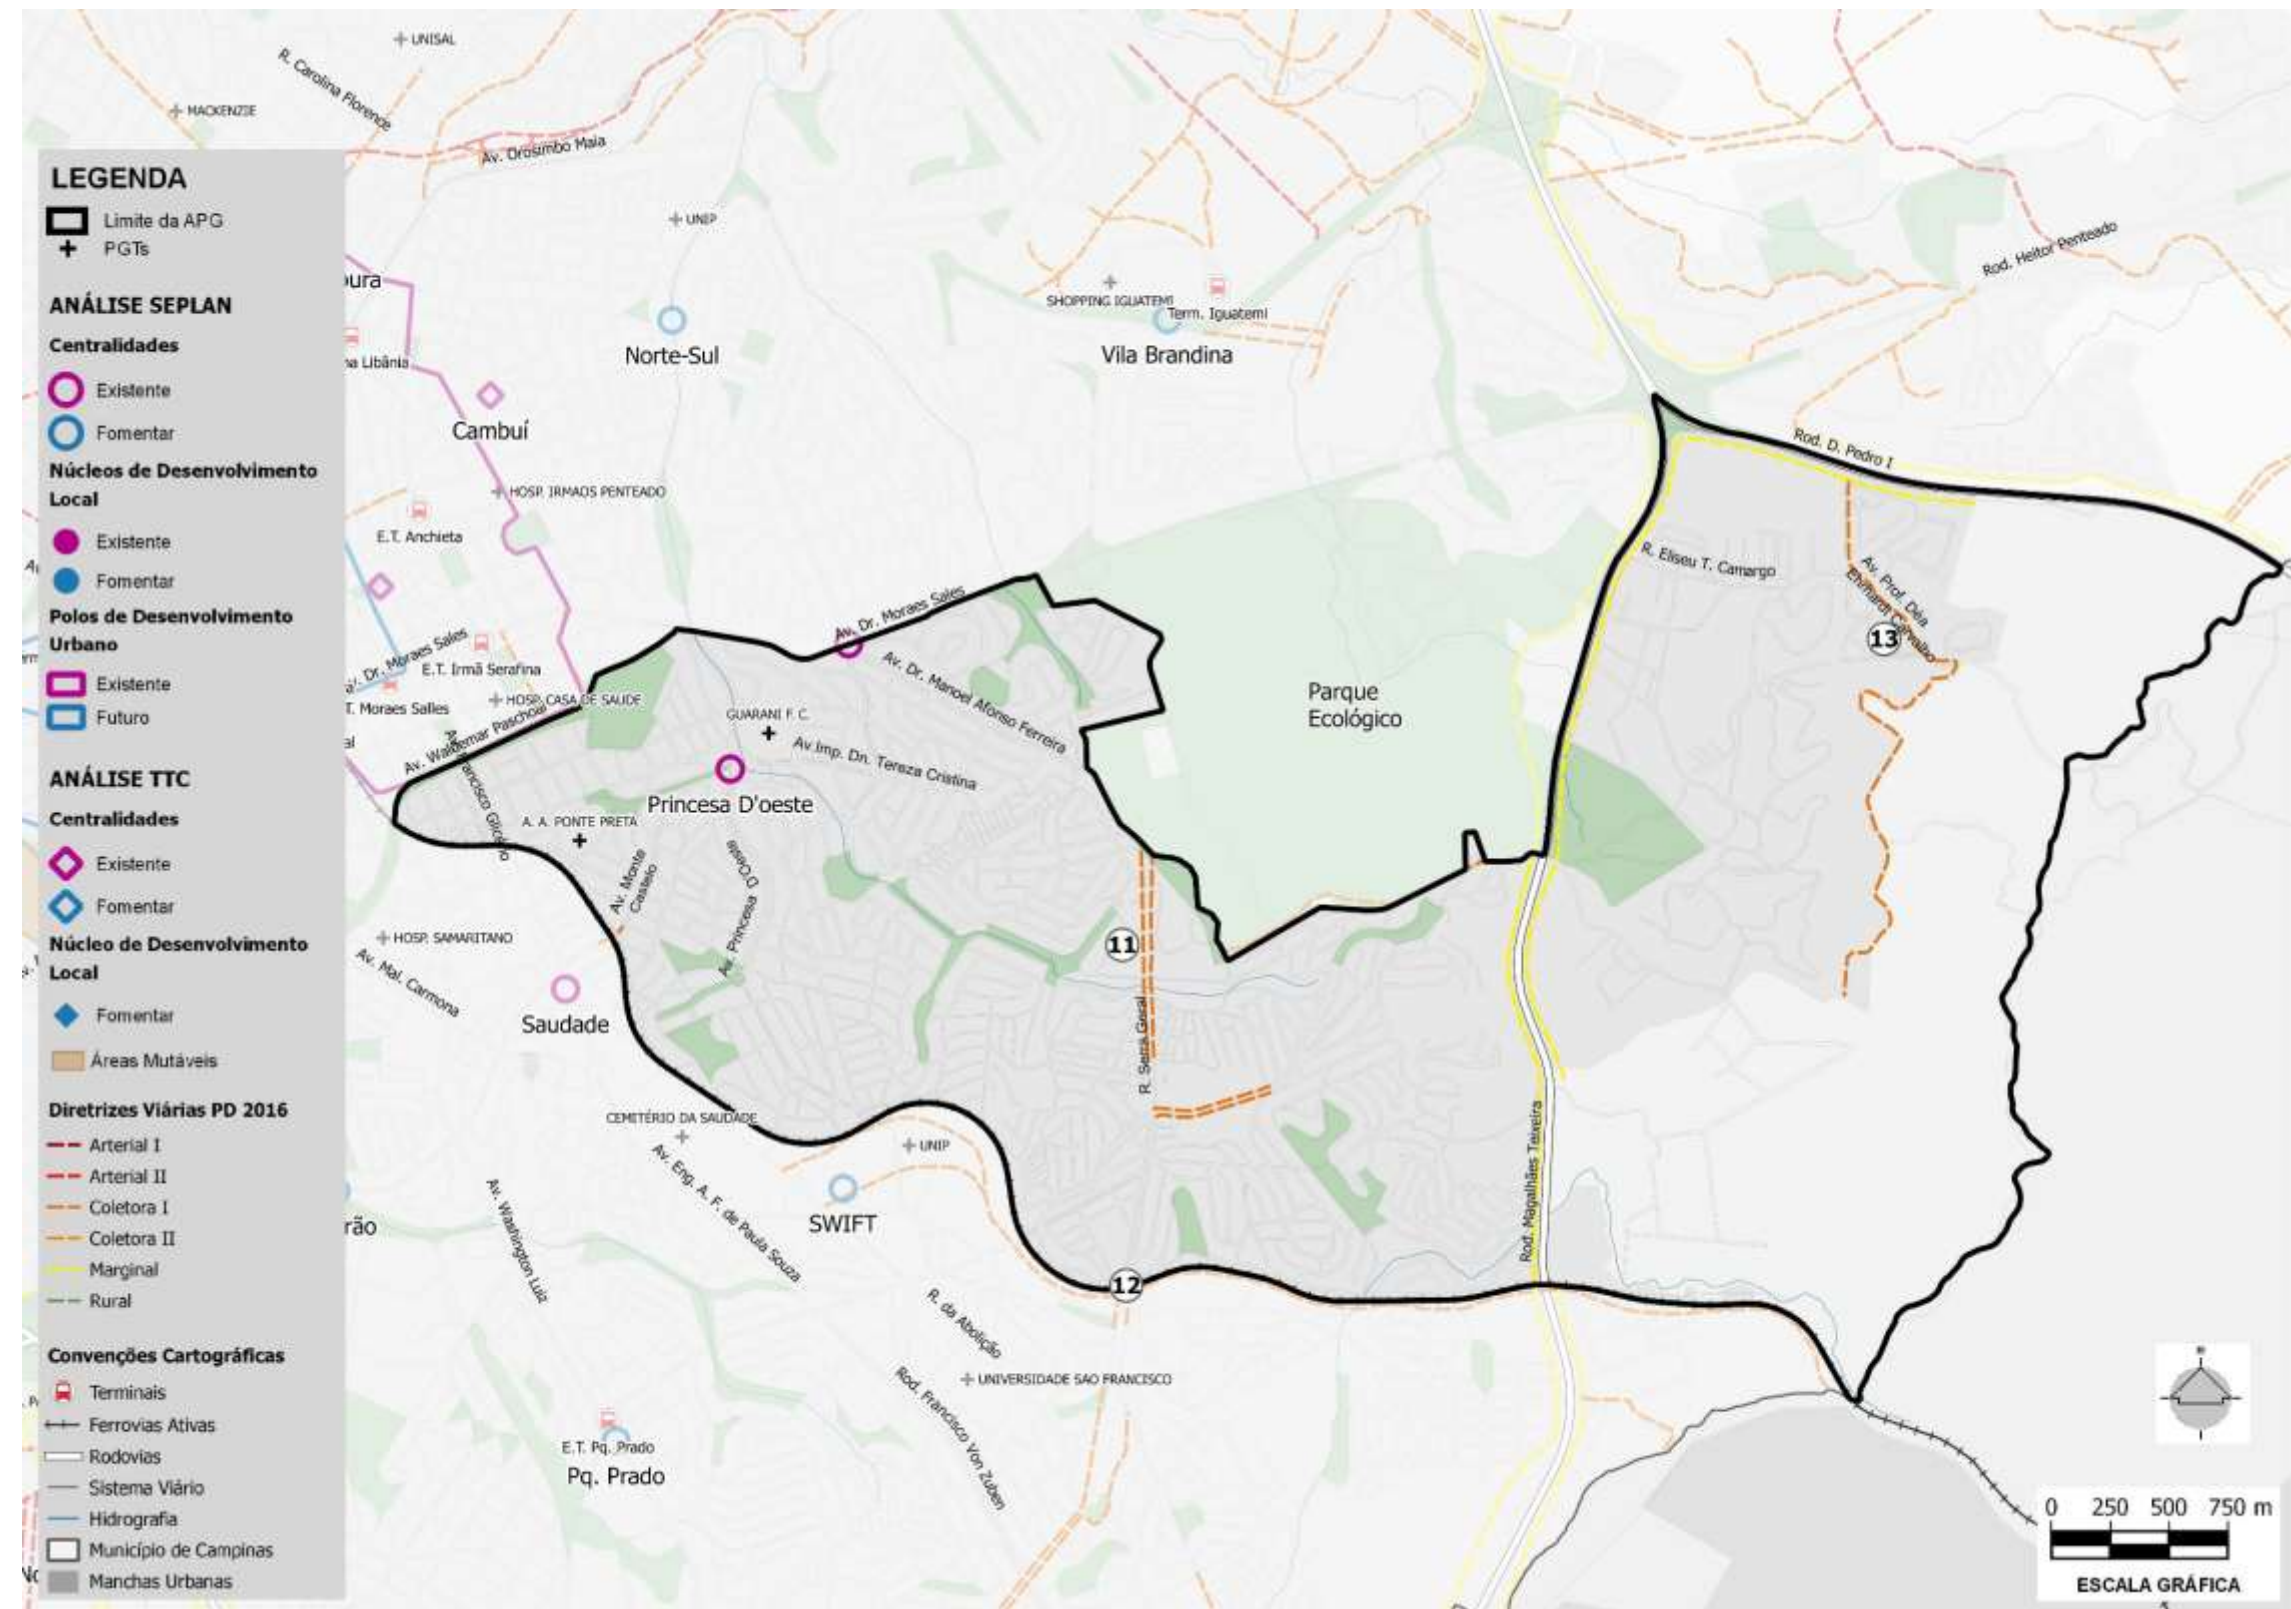 UNISAL
R. Carolina Florence
MACKENZIE
Av. Orosimbo Maia
LEGENDA
Limite da APG
PGTs
ANÁLISE SEPLAN
Centralidades
Existente
Fomentar
Núcleos de Desenvolvimento
Local
Existente
Fomentar
Polos de Desenvolvimento
Urbano
Existente
Futuro
ANÁLISE TTC
Centralidades
Existente
Fomentar
Núcleo de Desenvolvimento
Local
Fomentar
Áreas Mutáveis
Diretrizes Viárias PD 2016
Arterial I
Arterial II
Coletora I
Coletora II
Marginal
Rural
Convenções Cartográficas
Terminais
Ferrovias Ativas
Rodovias
Sistema Viário
Hidrografia
Município de Campinas
Manchas Urbanas
UNIP
Rod. Heitor Penteado
SHOPPING IGUATEMI
Term. Iguatemi
Norte-Sul
Vila Brandina
Libânia
Cambuí
Rod. D. Pedro I
HOSP. IRMAOS PENTEADO
E.T. Anchieta
R. Eliseu T. Camargo
Av. Prof. Déa
Ehrhardt Carvalho
13
Av. Dr. Moraes Sales
Dr. Moraes Sales
E.T. Irmã Serafina
Av. Dr. Manoel Afonso Ferreira
HOSP. CASA DE SAUDE
T. Moraes Salles
Parque
Ecológico
GUARANI F. C.
Av. Waldemar Paschoal
Av. Francisco Glicério
Av.Imp. Dn. Tereza Cristina
Princesa D'oeste
A. A. PONTE PRETA
Av. Monte
Castelo
Av. Princesa D'Oeste
HOSP. SAMARITANO
11
Av. Mal. Carmona
R. Serra Geral
Saudade
CEMITÉRIO DA SAUDADE
UNIP
Rod. Magalhães Teixeira
Av. Eng. A. F. de Paula Souza
Av. Washington Luiz
SWIFT
12
R. da Abolição
UNIVERSIDADE SAO FRANCISCO
Rod. Francisco Von Zuben
E.T. Pq. Prado
Pq. Prado
0 250 500 750 m
ESCALA GRÁFICA